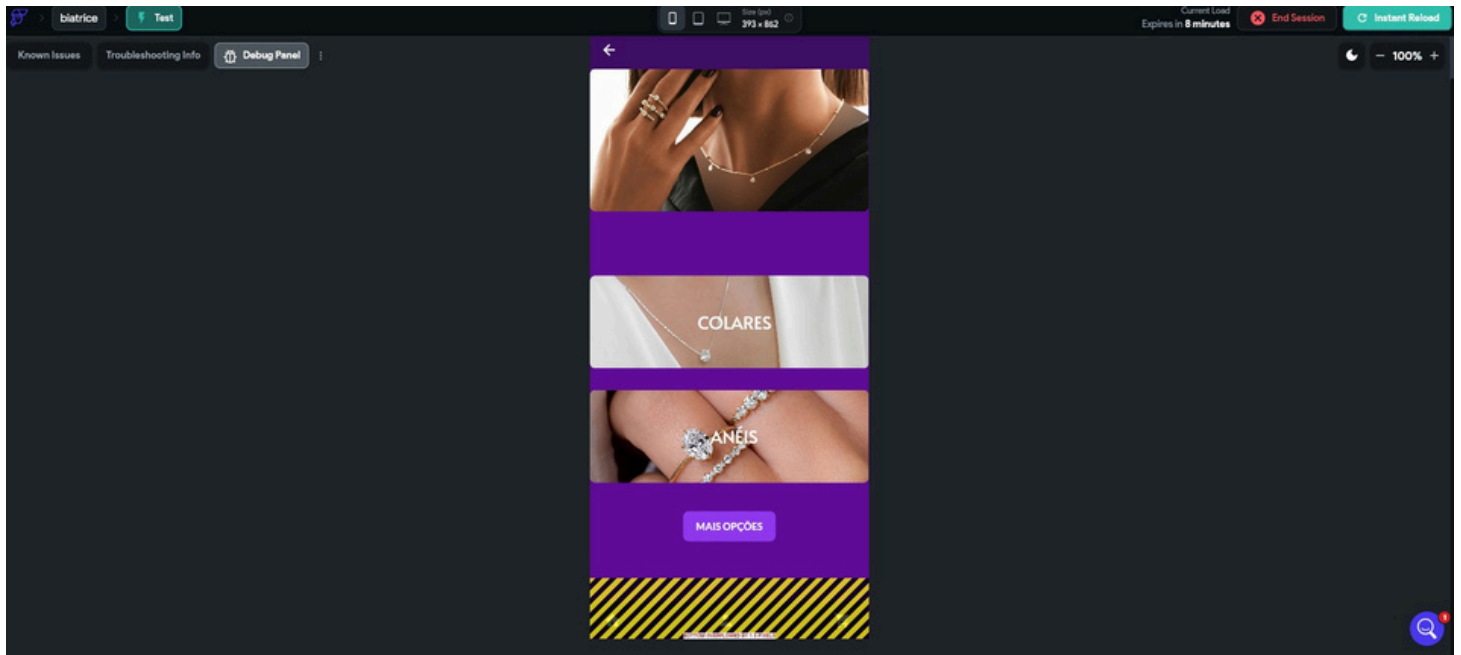 biatrice
Test
Size (px)
393 × 862
Current Load
Expires in 8 minutes
End Session
Instant Reload
Known Issues
Troubleshooting Info
Debug Panel
100%
COLARES
ANÉIS
MAIS OPÇÕES
1